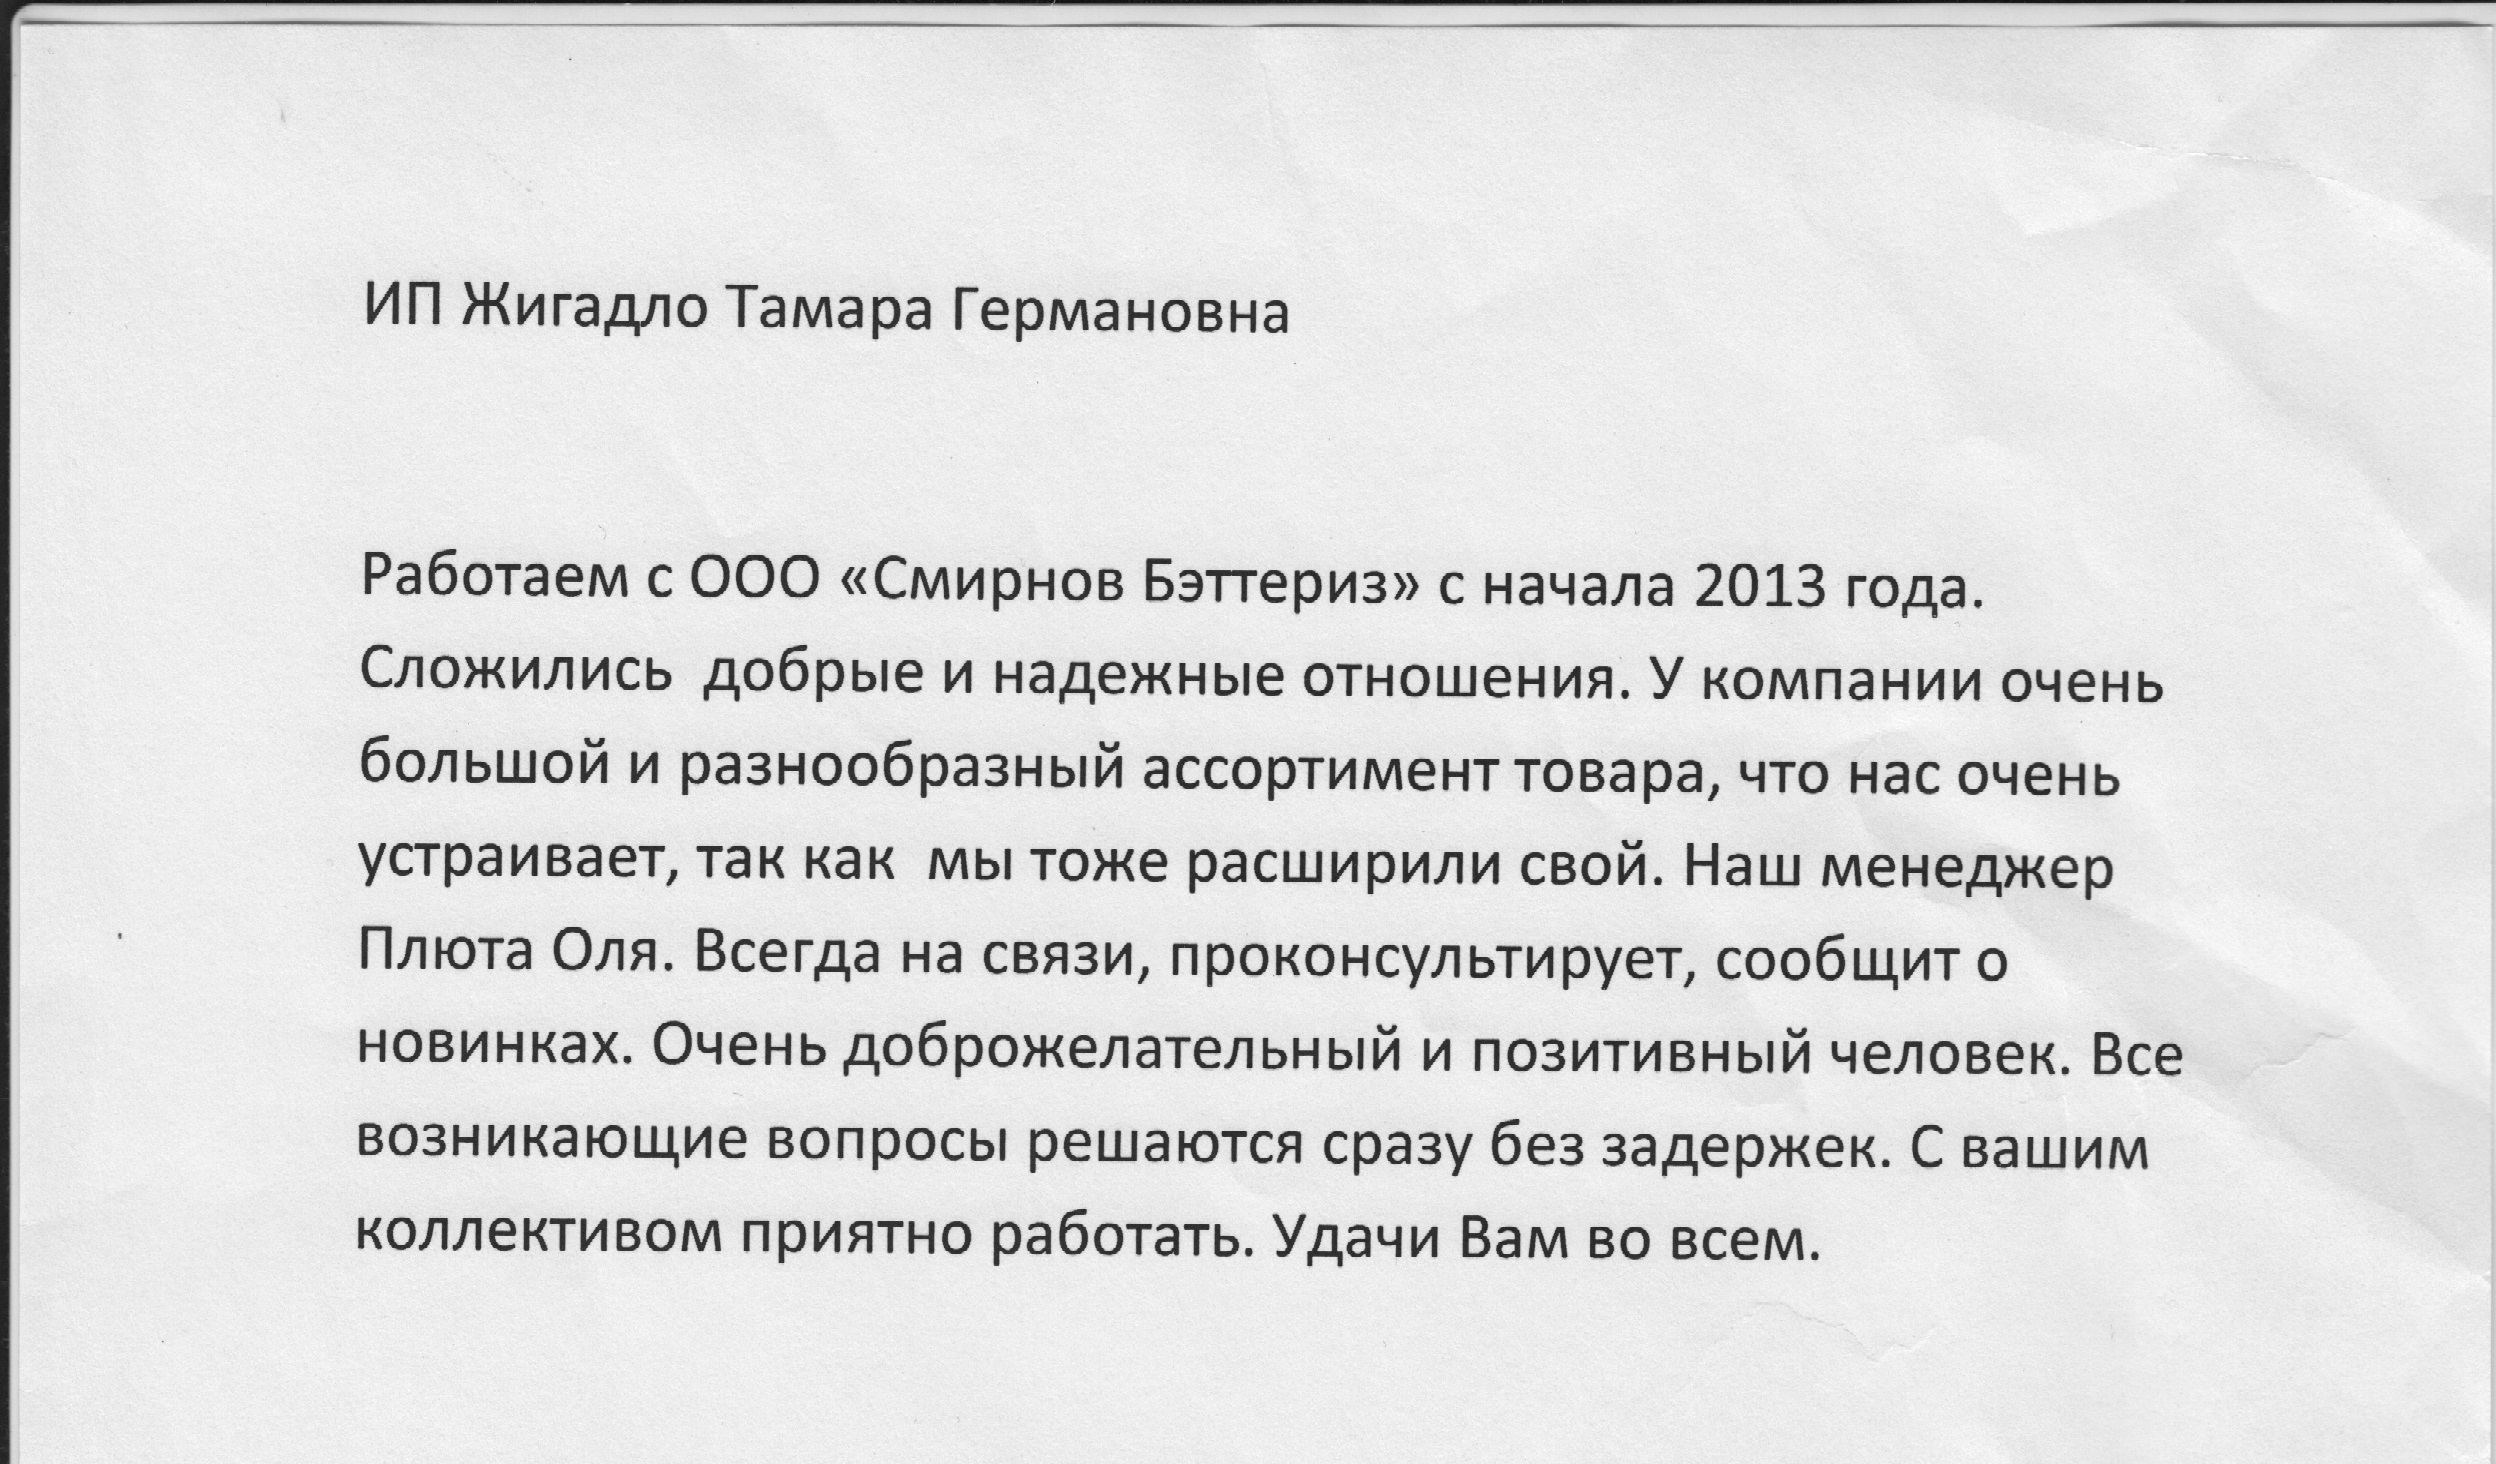 ИП Жигадло Тамара Германовна
Работаем с ООО «Смирнов Бэттериз» с начала 2013 года.
Сложились  добрые и надежные отношения. У компании очень
большой и разнообразный ассортимент товара, что нас очень
устраивает, так как  мы тоже расширили свой. Наш менеджер
Плюта Оля. Всегда на связи, проконсультирует, сообщит о
новинках. Очень доброжелательный и позитивный человек. Все
возникающие вопросы решаются сразу без задержек. С вашим
коллективом приятно работать. Удачи Вам во всем.